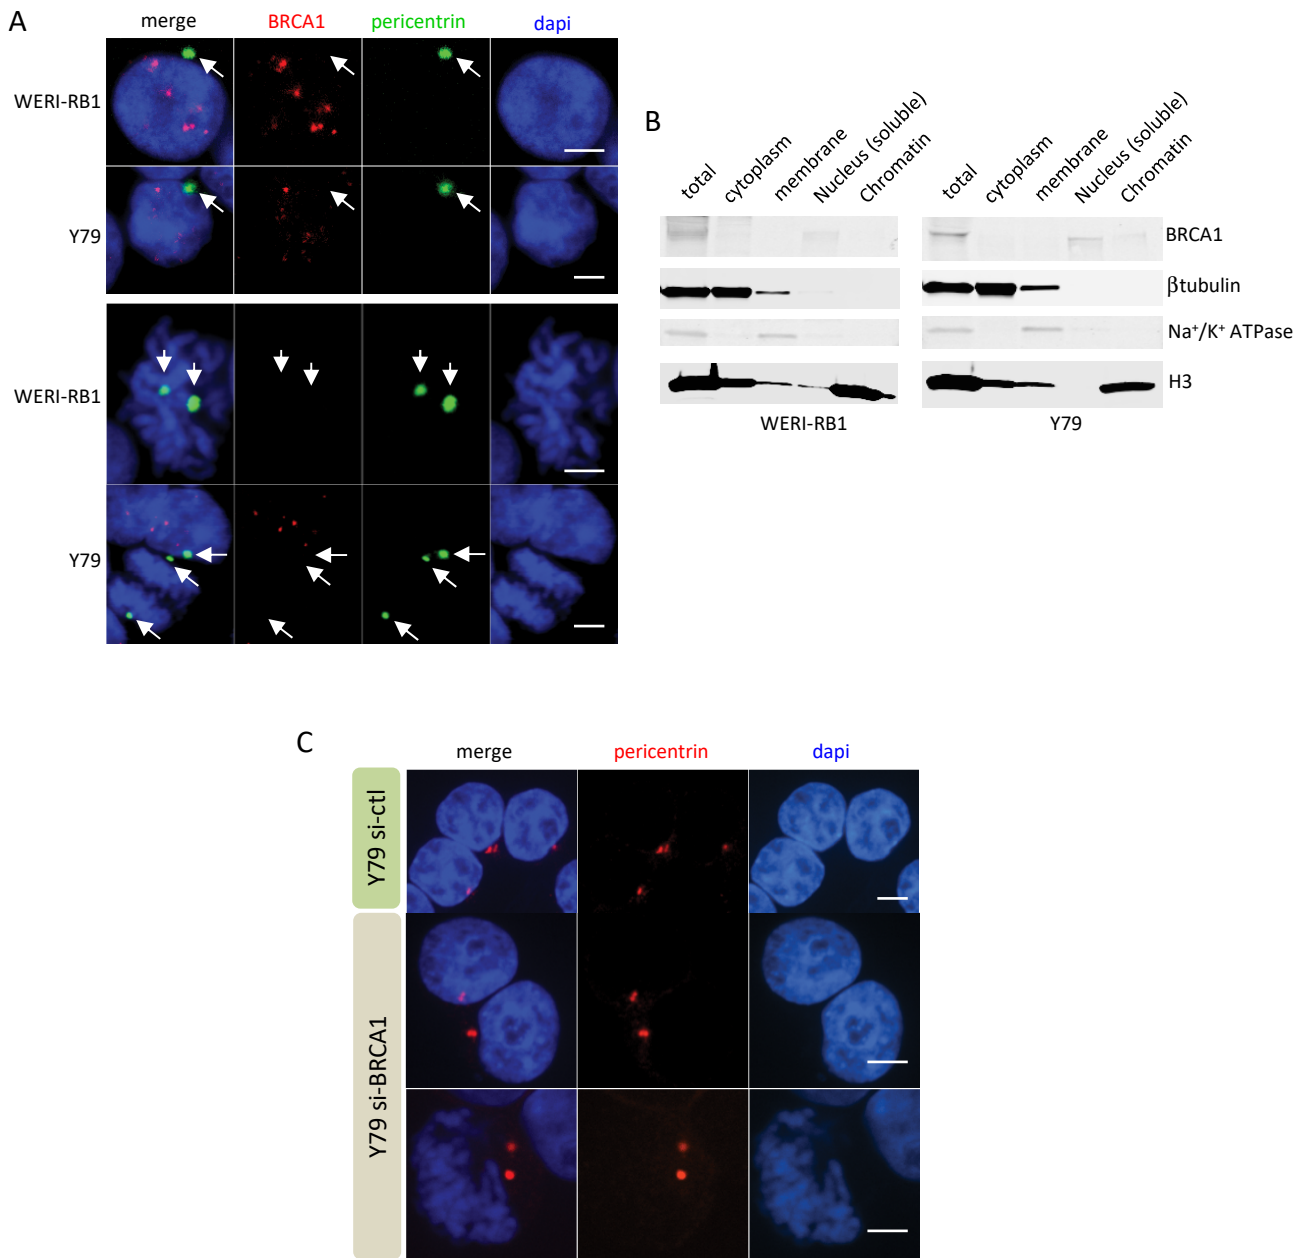 A
merge BRCA1 pericentrin dapi
WERI-RB1
Y79
WERI-RB1
Y79
B
total cytoplasm membrane Nucleus (soluble) Chromatin total cytoplasm membrane Nucleus (soluble) Chromatin
BRCA1
βtubulin
Na⁺/K⁺ ATPase
H3
WERI-RB1 Y79
C
merge pericentrin dapi
Y79 si-ctl
Y79 si-BRCA1